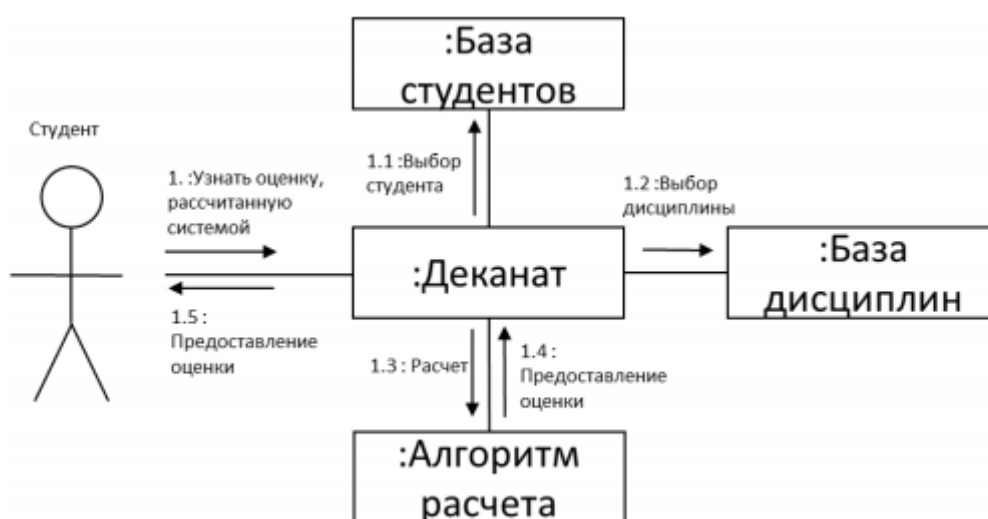 :База
студентов
Студент
1. :Узнать оценку,
рассчитанную
системой
1.1 :Выбор
студента
1.2 :Выбор
дисциплины
:Деканат
:База
дисциплин
1.5 :
Предоставление
оценки
1.3 : Расчет
1.4 :
Предоставление
оценки
:Алгоритм
расчета